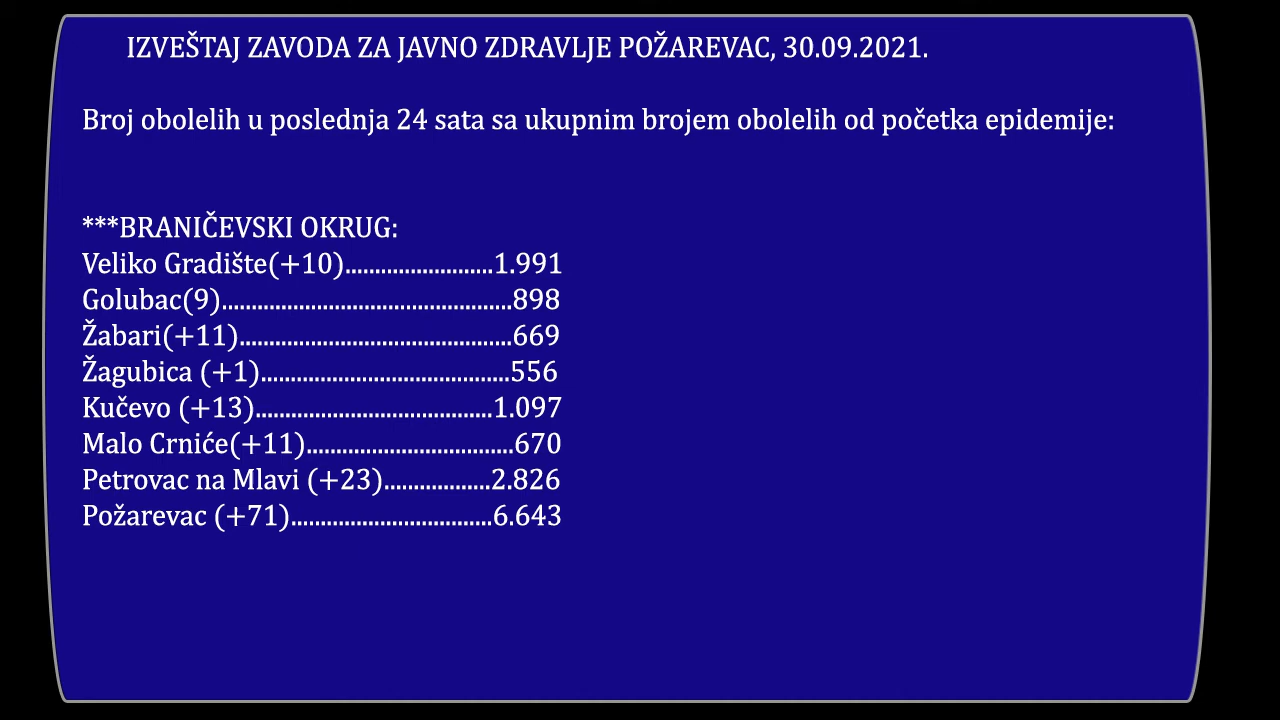 IZVEŠTAJ ZAVODA ZA JAVNO ZDRAVLJE POŽAREVAC, 30.09.2021.
Broj obolelih u poslednja 24 sata sa ukupnim brojem obolelih od početka epidemije:
***BRANIČEVSKI OKRUG:
Veliko Gradište(+10).........................1.991
Golubac(9).................................................898
Žabari(+11)..............................................669
Žagubica (+1)..........................................556
Kučevo (+13)........................................1.097
Malo Crniće(+11)...................................670
Petrovac na Mlavi (+23)..................2.826
Požarevac (+71)..................................6.643